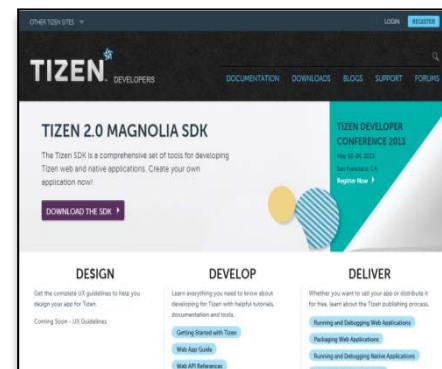 OTHER TIZEN SITES
LOGIN
REGISTER
TIZEN™ DEVELOPERS
DOCUMENTATION DOWNLOADS BLOGS SUPPORT FORUMS
TIZEN 2.0 MAGNOLIA SDK
The Tizen SDK is a comprehensive set of tools for developing
Tizen web and native applications. Create your own
application now!
DOWNLOAD THE SDK
TIZEN DEVELOPER
CONFERENCE 2013
May 22-24, 2013
San Francisco, CA
Register Now
DESIGN
Get the complete UX guidelines to help you
design your app for Tizen.
Coming Soon - UX Guidelines
DEVELOP
Learn everything you need to know about
developing for Tizen with helpful tutorials,
documentation and tools.
Getting Started with Tizen
Web App Guide
Web API References
DELIVER
Whether you want to sell your app or distribute it
for free, learn about the Tizen publishing process.
Running and Debugging Web Applications
Packaging Web Applications
Running and Debugging Native Applications